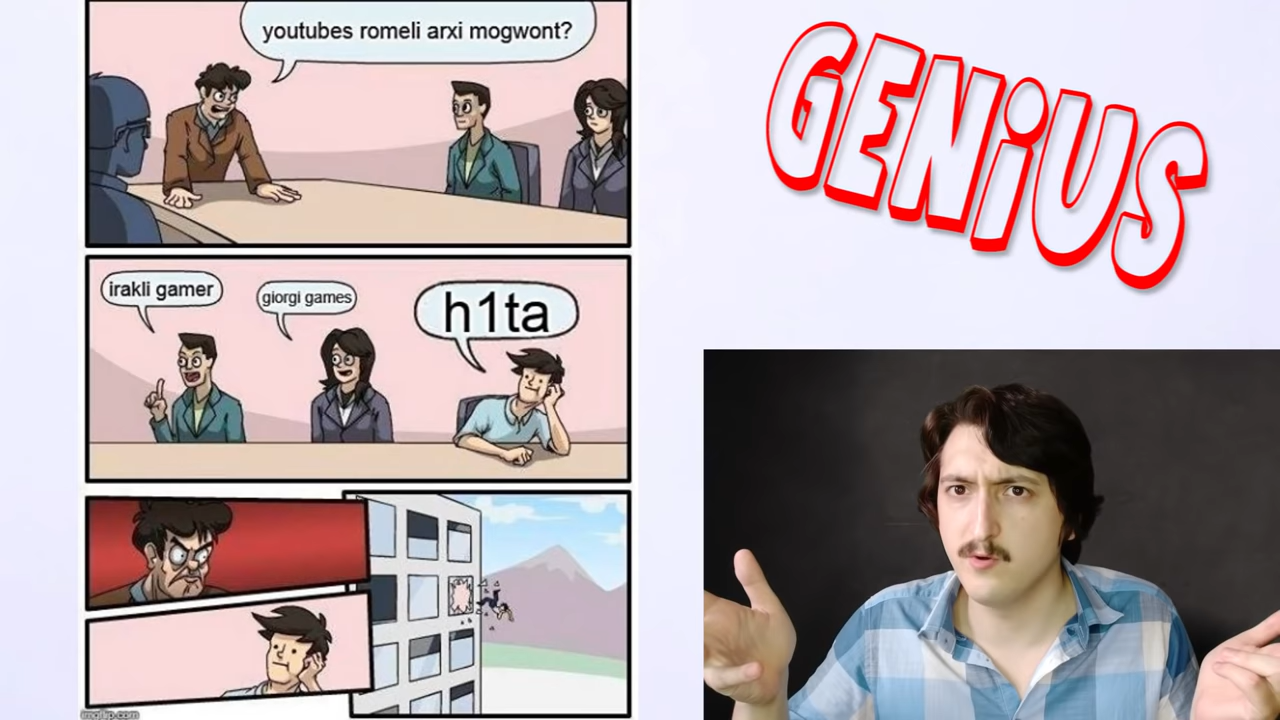 youtubes romeli arxi mogwont?
GENiUS
irakli gamer
giorgi games
h1ta
imgflip.com